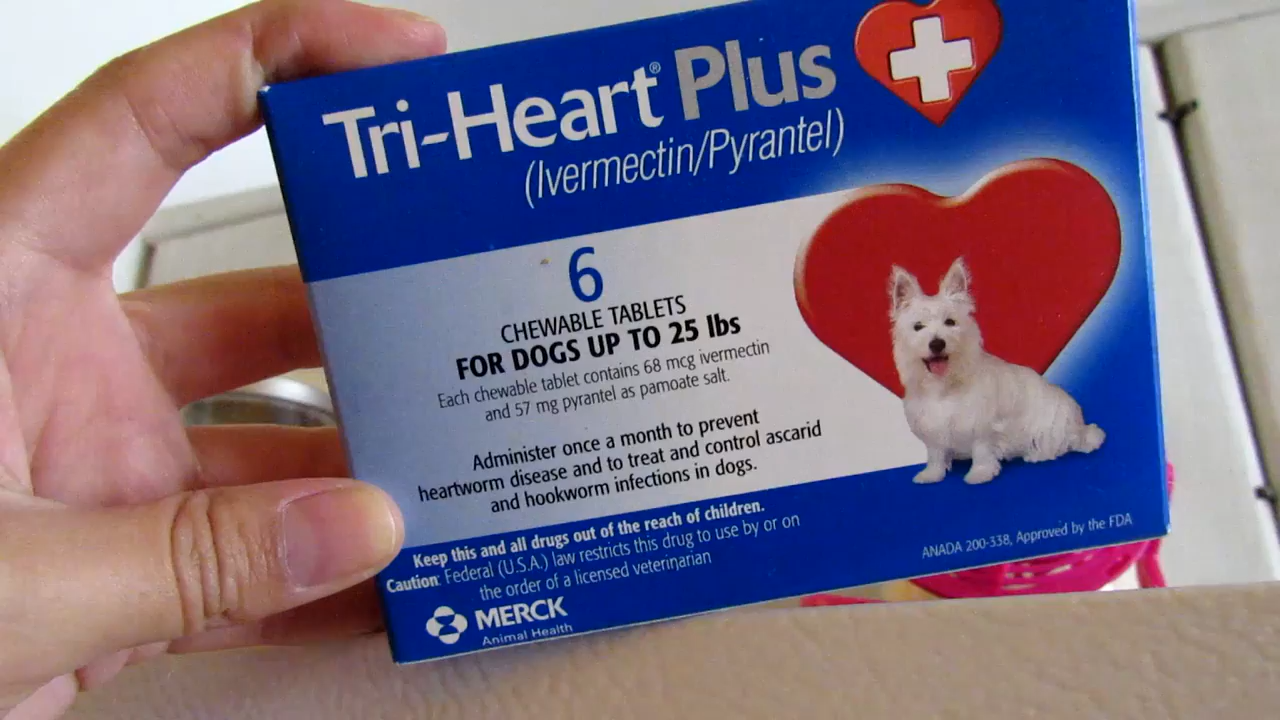 Tri-Heart® Plus
(Ivermectin/Pyrantel)
6
CHEWABLE TABLETS
FOR DOGS UP TO 25 lbs
Each chewable tablet contains 68 mcg ivermectin
and 57 mg pyrantel as pamoate salt.
Administer once a month to prevent
heartworm disease and to treat and control ascarid
and hookworm infections in dogs.
Keep this and all drugs out of the reach of children.
Caution: Federal (U.S.A.) law restricts this drug to use by or on
the order of a licensed veterinarian
MERCK
Animal Health
ANADA 200-338, Approved by the FDA